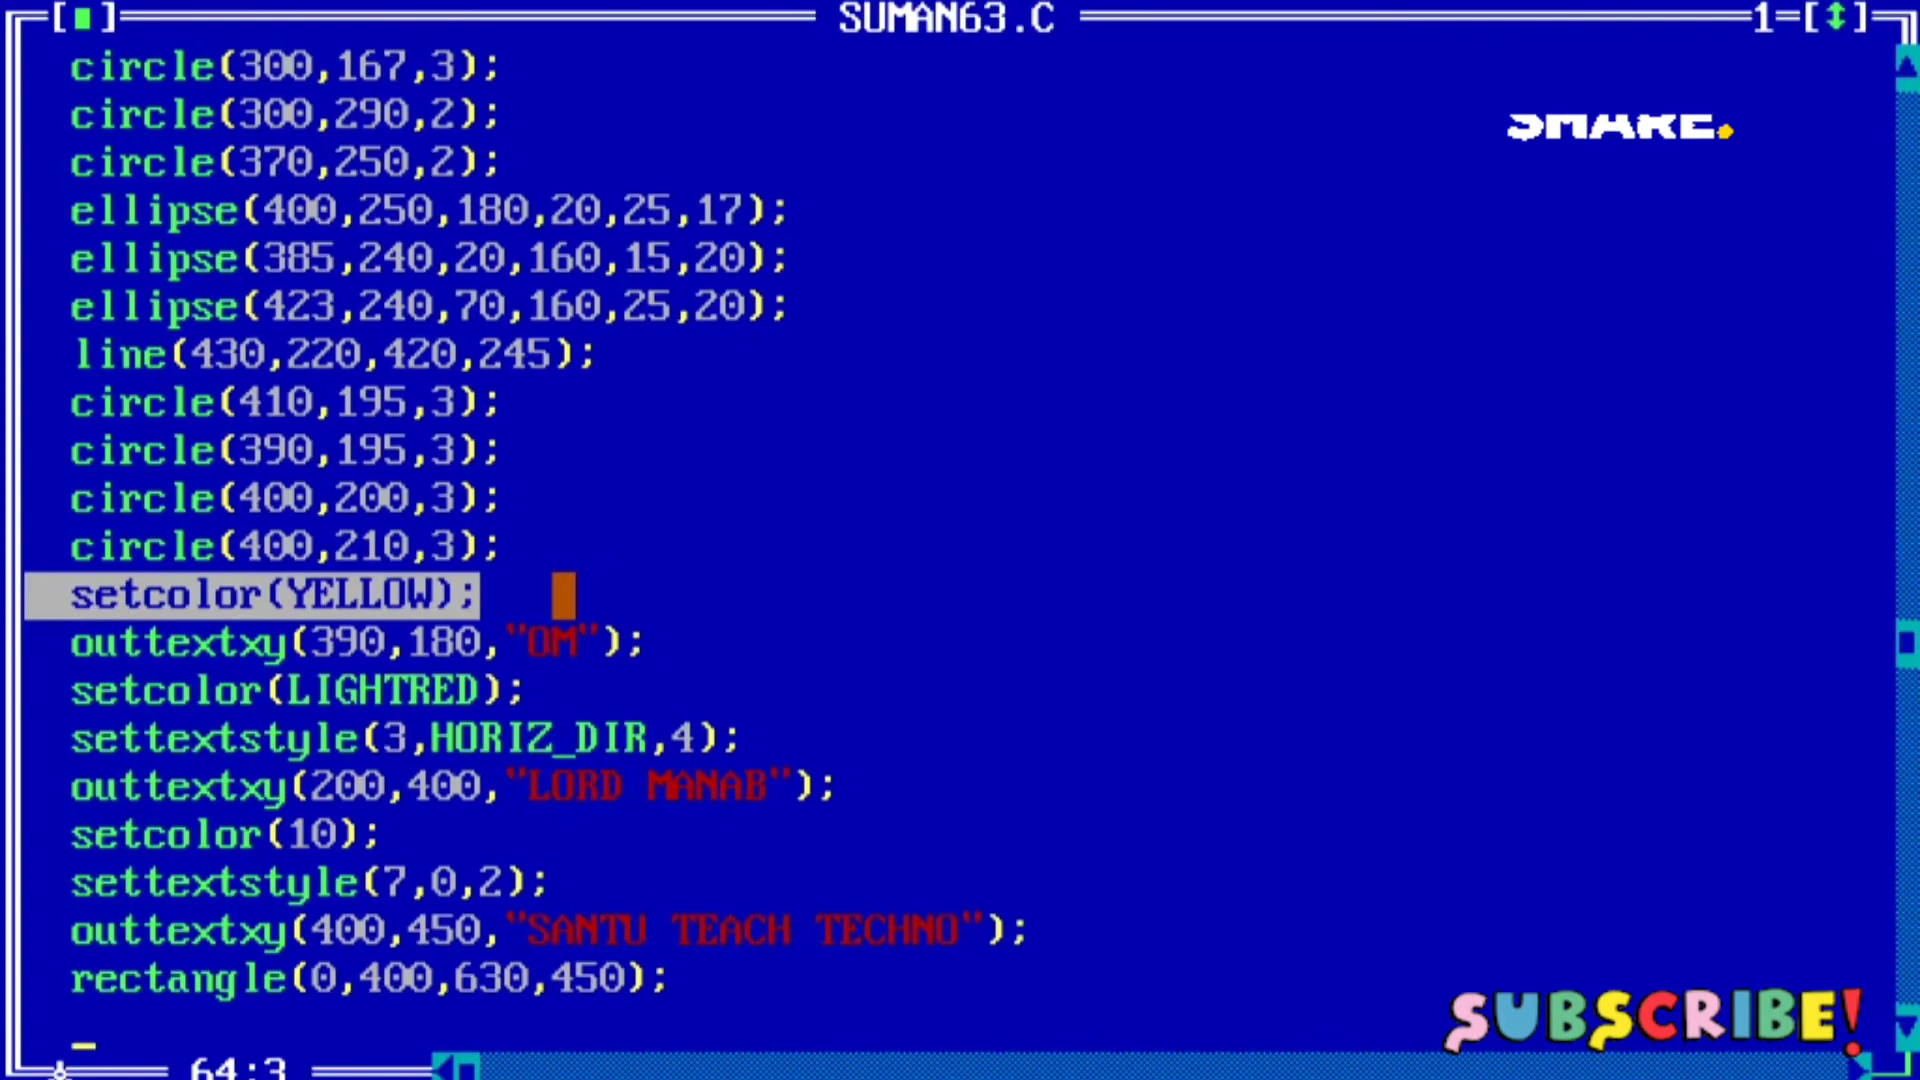 SUMAN63.C
1
circle(300,167,3);
circle(300,290,2);
circle(370,250,2);
ellipse(400,250,180,20,25,17);
ellipse(385,240,20,160,15,20);
ellipse(423,240,70,160,25,20);
line(430,220,420,245);
circle(410,195,3);
circle(390,195,3);
circle(400,200,3);
circle(400,210,3);
setcolor(YELLOW);
outtextxy(390,180,"OM");
setcolor(LIGHTRED);
settextstyle(3,HORIZ_DIR,4);
outtextxy(200,400,"LORD MANAB");
setcolor(10);
settextstyle(7,0,2);
outtextxy(400,450,"SANTU TEACH TECHNO");
rectangle(0,400,630,450);
SUBSCRIBE!
64:3